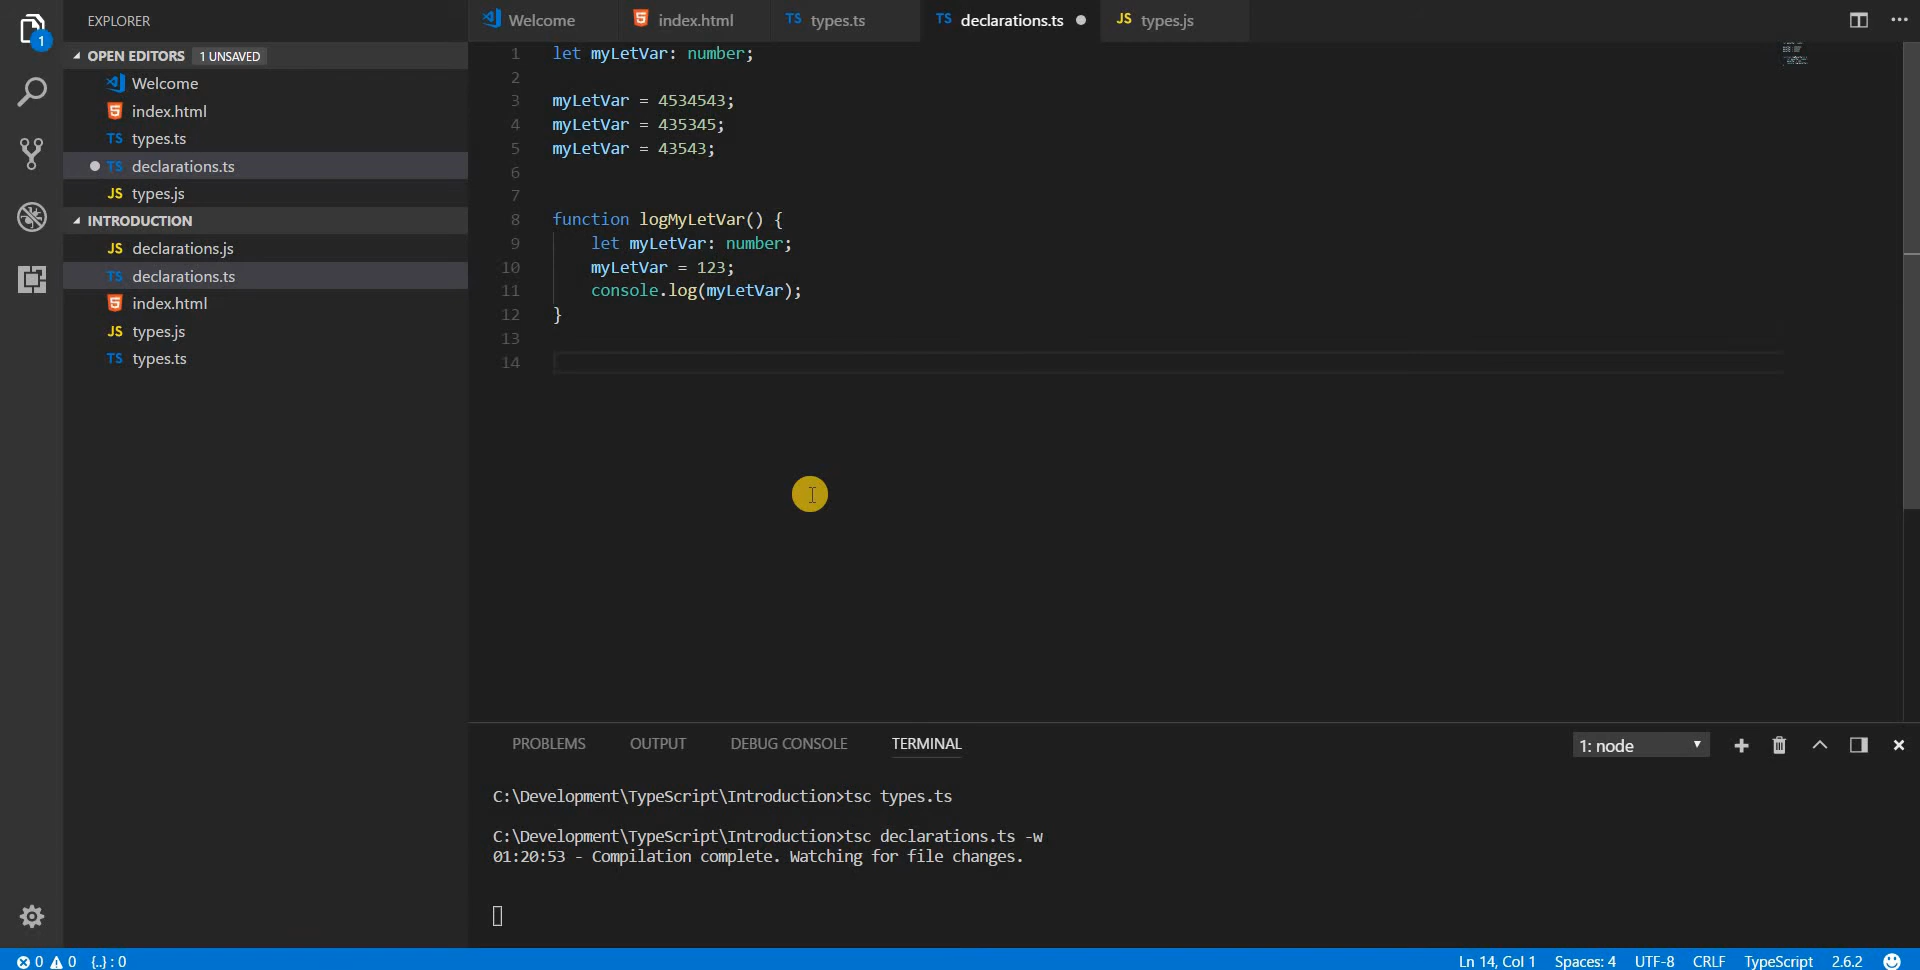 EXPLORER
1
OPEN EDITORS 1 UNSAVED
Welcome
index.html
types.ts
declarations.ts
types.js
INTRODUCTION
declarations.js
declarations.ts
index.html
types.js
types.ts
Welcome index.html types.ts declarations.ts types.js
1 let myLetVar: number;
2
3 myLetVar = 4534543;
4 myLetVar = 435345;
5 myLetVar = 43543;
6
7
8 function logMyLetVar() {
9 let myLetVar: number;
10 myLetVar = 123;
11 console.log(myLetVar);
12 }
13
14
PROBLEMS OUTPUT DEBUG CONSOLE TERMINAL 1: node
C:\Development\TypeScript\Introduction>tsc types.ts
C:\Development\TypeScript\Introduction>tsc declarations.ts -w
01:20:53 - Compilation complete. Watching for file changes.
0 0 {..} : 0 Ln 14, Col 1 Spaces: 4 UTF-8 CRLF TypeScript 2.6.2